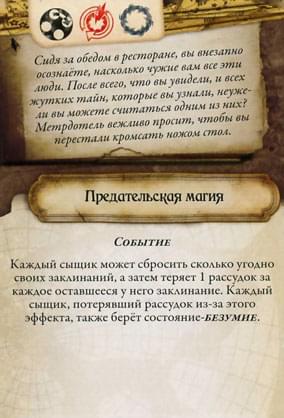 Сидя за обедом в ресторане, вы внезапно
осознаёте, насколько чужие вам все эти
люди. После всего, что вы увидели, и всех
жутких тайн, которые вы узнали, неуже-
ли вы можете считаться одним из них?
Метрдотель вежливо просит, чтобы вы
перестали кромсать ножом стол.
Предательская магия
Событие
Каждый сыщик может сбросить сколько угодно
своих заклинаний, а затем теряет 1 рассудок за
каждое оставшееся у него заклинание. Каждый
сыщик, потерявший рассудок из-за этого
эффекта, также берёт состояние-БЕЗУМИЕ.